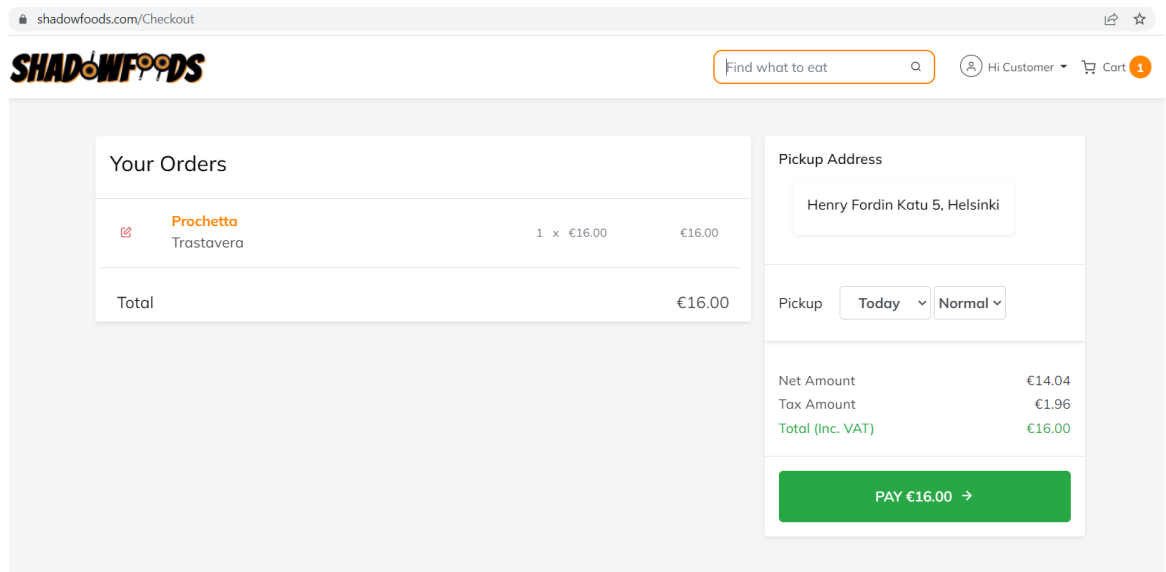 shadowfoods.com/Checkout
SHADOWFOODS
Find what to eat
Hi Customer
Cart 1
Your Orders
Prochetta
Trastavera
1 x €16.00 €16.00
Total €16.00
Pickup Address
Henry Fordin Katu 5, Helsinki
Pickup Today Normal
Net Amount €14.04
Tax Amount €1.96
Total (Inc. VAT) €16.00
PAY €16.00 →